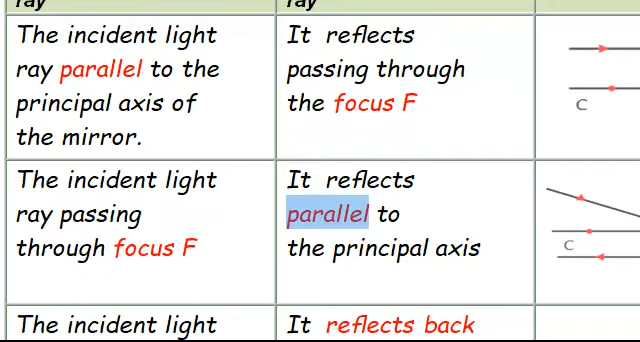 ray
ray
The incident light
ray parallel to the
principal axis of
the mirror.
It reflects
passing through
the focus F
C
The incident light
ray passing
through focus F
It reflects
parallel to
the principal axis
C
The incident light
It reflects back